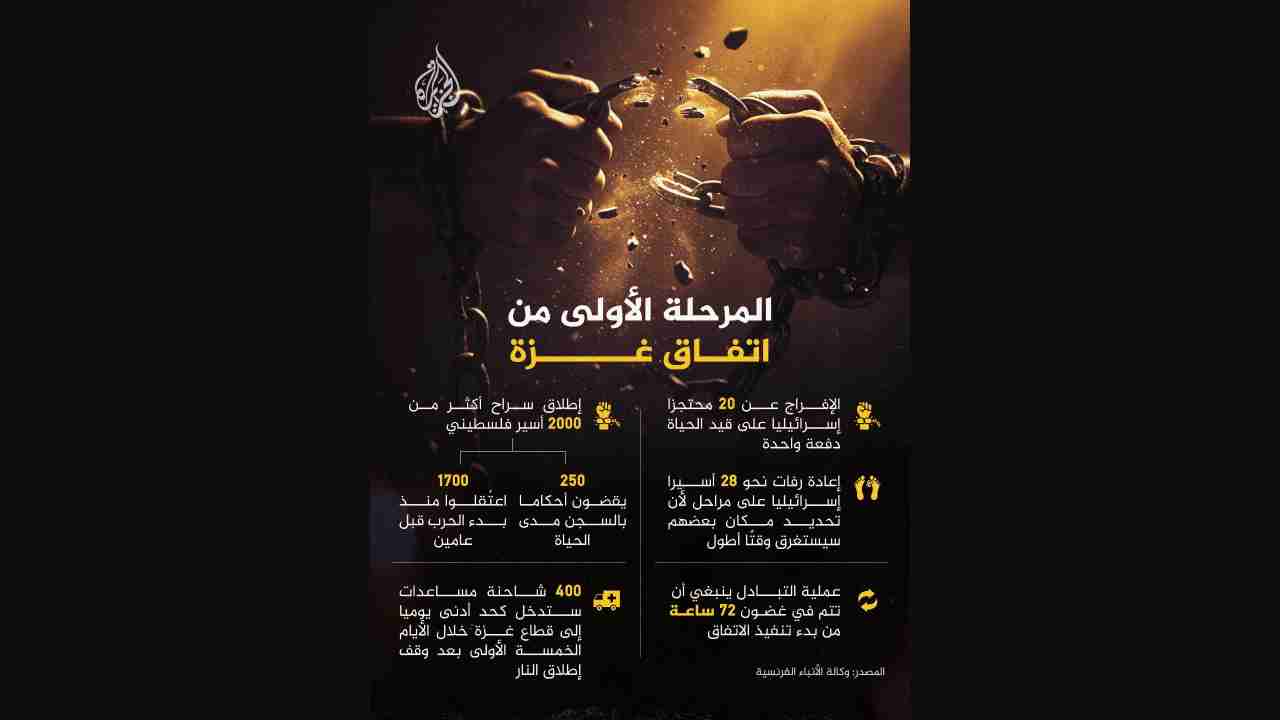 الجزيرة
المرحلة الأولى من
اتفاق غزة
الإفراج عن 20 محتجزا
إسرائيليا على قيد الحياة
دفعة واحدة
إعادة رفات نحو 28 أسيرا
إسرائيليا على مراحل لأن
تحديد مكان بعضهم
سيستغرق وقتًا أطول
عملية التبادل ينبغي أن
تتم في غضون 72 ساعة
من بدء تنفيذ الاتفاق
إطلاق سراح أكثر من
2000 أسير فلسطيني
250
يقضون أحكاما
بالسجن مدى
الحياة
1700
اعتُقلوا منذ
بدء الحرب قبل
عامين
400 شاحنة مساعدات
ستدخل كحد أدنى يوميا
إلى قطاع غزة خلال الأيام
الخمسة الأولى بعد وقف
إطلاق النار
المصدر: وكالة الأنباء الفرنسية